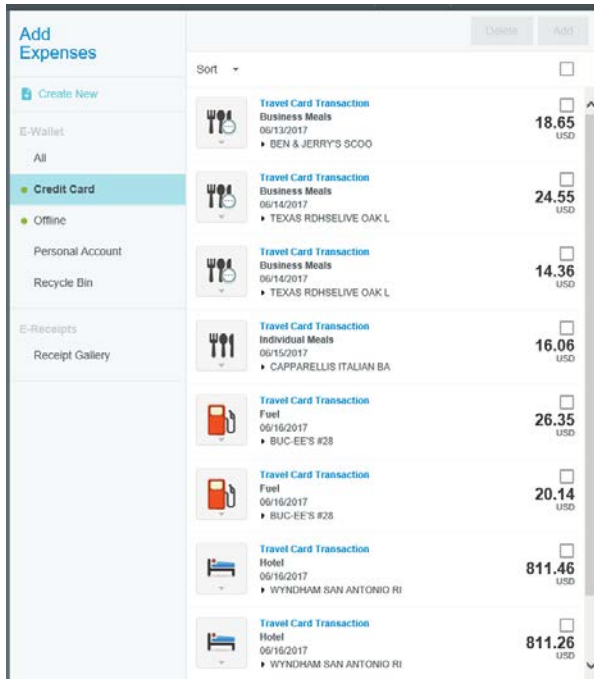 Add
Expenses
Create New
E-Wallet
All
Credit Card
Offline
Personal Account
Recycle Bin
E-Receipts
Receipt Gallery
Delete Add
Sort
Travel Card Transaction
Business Meals
06/13/2017
BEN & JERRY'S SCOO
18.65
USD
Travel Card Transaction
Business Meals
06/14/2017
TEXAS RDHSELIVE OAK L
24.55
USD
Travel Card Transaction
Business Meals
06/14/2017
TEXAS RDHSELIVE OAK L
14.36
USD
Travel Card Transaction
Individual Meals
06/15/2017
CAPPARELLIS ITALIAN BA
16.06
USD
Travel Card Transaction
Fuel
06/16/2017
BUC-EE'S #28
26.35
USD
Travel Card Transaction
Fuel
06/16/2017
BUC-EE'S #28
20.14
USD
Travel Card Transaction
Hotel
06/16/2017
WYNDHAM SAN ANTONIO RI
811.46
USD
Travel Card Transaction
Hotel
06/16/2017
WYNDHAM SAN ANTONIO RI
811.26
USD